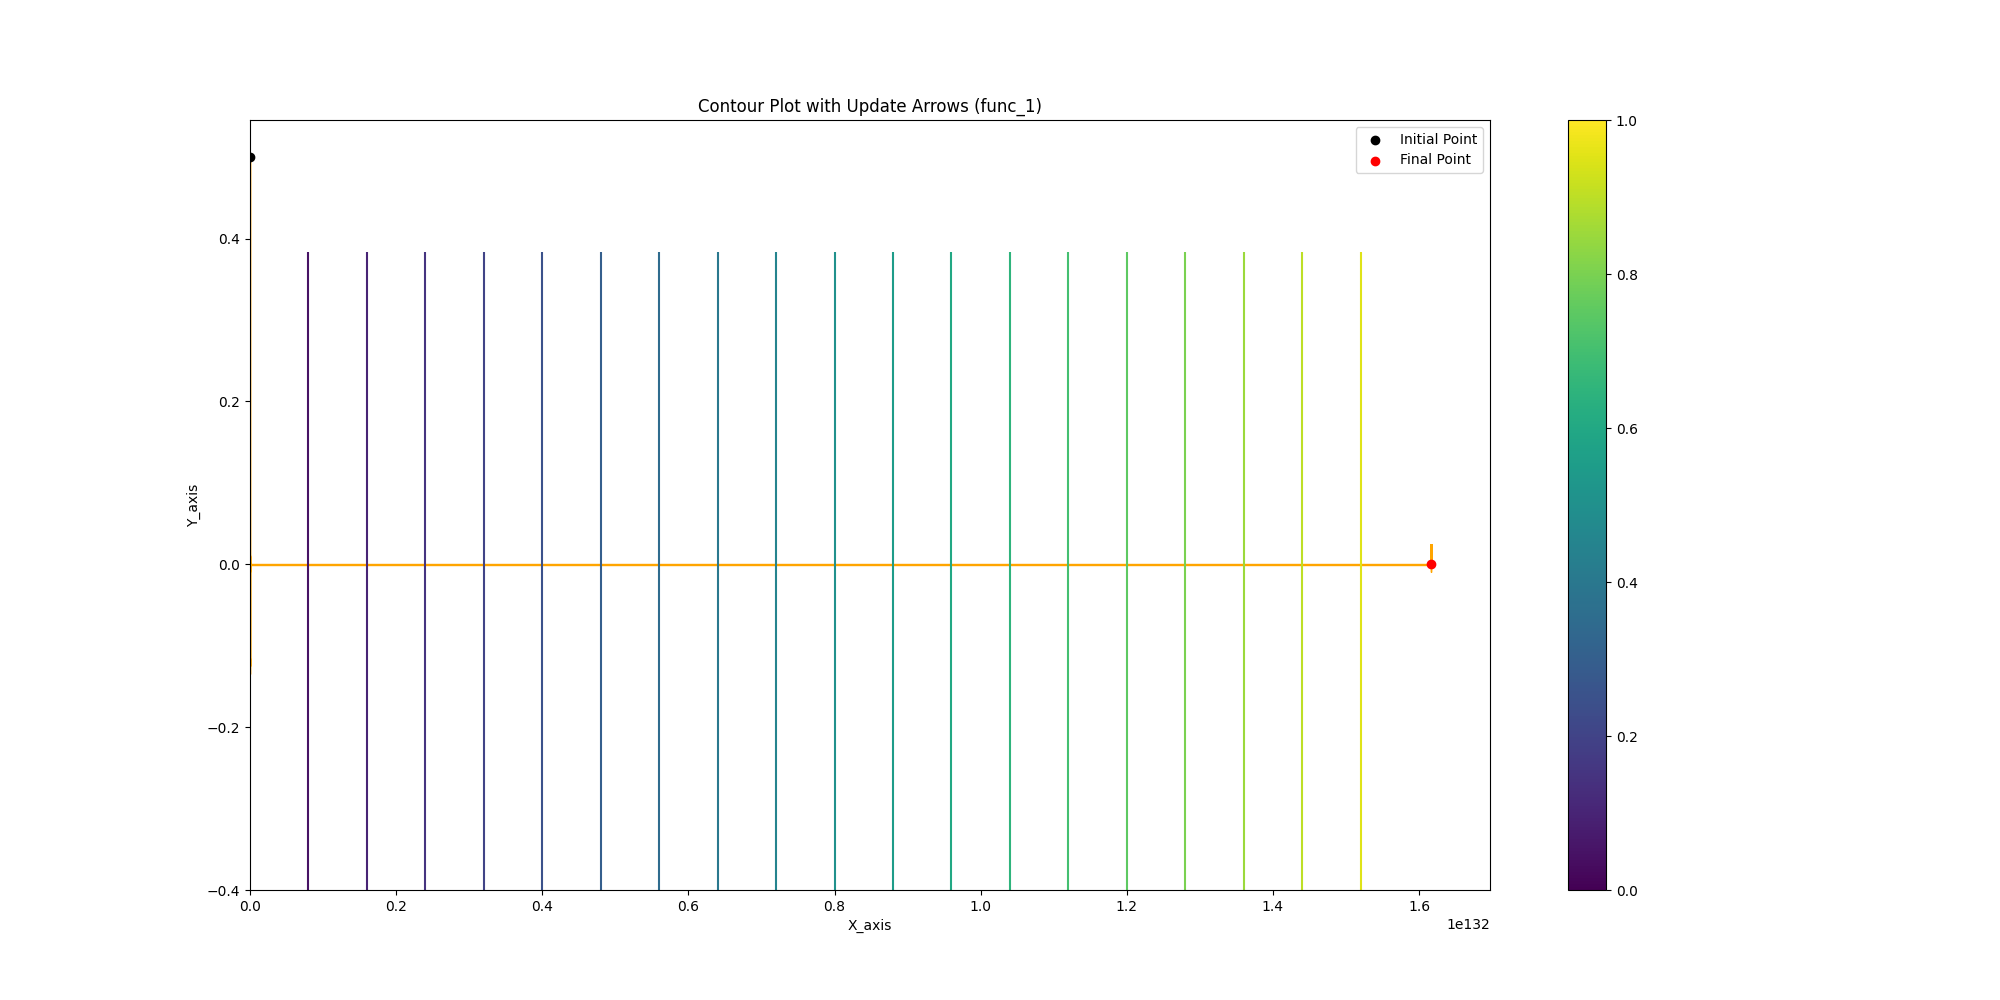 Contour Plot with Update Arrows (func_1)
Initial Point
Final Point
Y_axis
0.4
0.2
0.0
−0.2
−0.4
0.0 0.2 0.4 0.6 0.8 1.0 1.2 1.4 1.6
1e132
X_axis
1.0
0.8
0.6
0.4
0.2
0.0